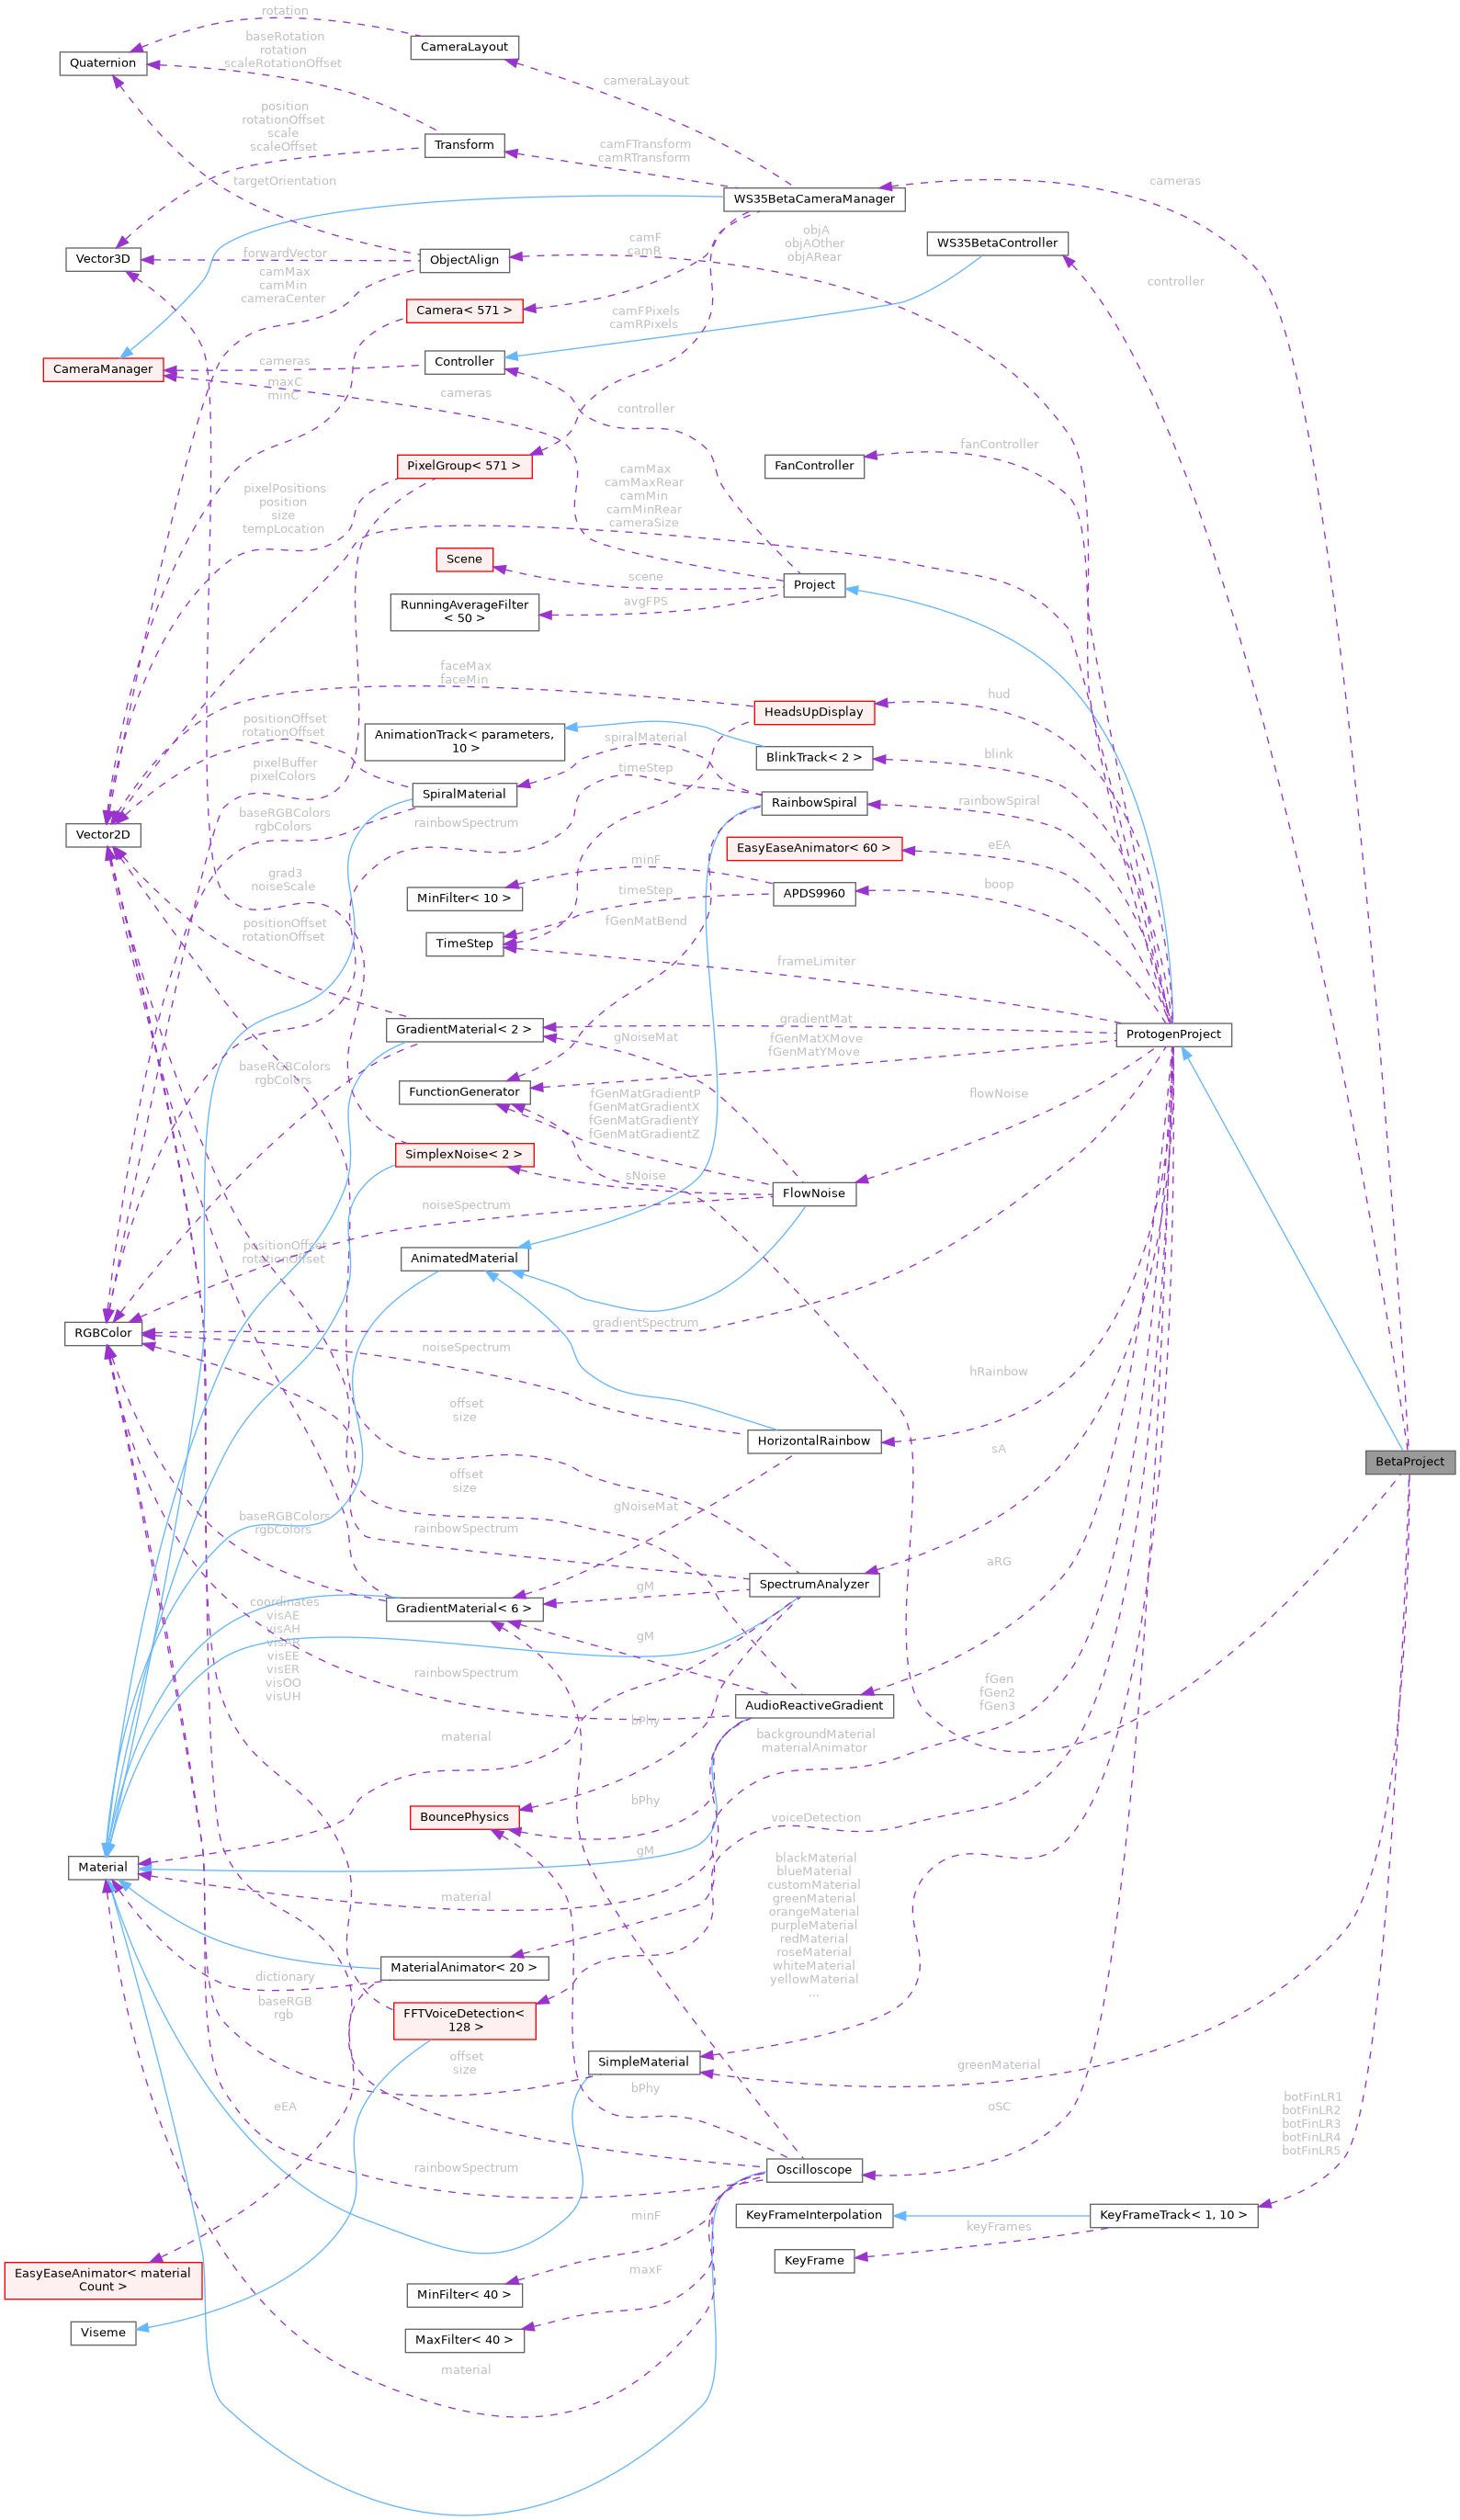 rotation
CameraLayout
baseRotation
rotation
scaleRotationOffset
Quaternion
cameraLayout
position
rotationOffset
scale
scaleOffset
Transform
camFTransform
camRTransform
targetOrientation
cameras
WS35BetaCameraManager
objA
objAOther
objARear
camF
camR
WS35BetaController
forwardVector
Vector3D
ObjectAlign
camMax
camMin
cameraCenter
controller
Camera< 571 >
camFPixels
camRPixels
cameras
Controller
CameraManager
maxC
minC
cameras
controller
fanController
PixelGroup< 571 >
FanController
camMax
camMaxRear
camMin
camMinRear
cameraSize
pixelPositions
position
size
tempLocation
Scene
scene
Project
RunningAverageFilter
< 50 >
avgFPS
faceMax
faceMin
hud
HeadsUpDisplay
positionOffset
rotationOffset
AnimationTrack< parameters,
10 >
spiralMaterial
BlinkTrack< 2 >
blink
pixelBuffer
pixelColors
timeStep
SpiralMaterial
RainbowSpiral
rainbowSpiral
baseRGBColors
rgbColors
rainbowSpectrum
Vector2D
EasyEaseAnimator< 60 >
eEA
minF
grad3
noiseScale
MinFilter< 10 >
timeStep
APDS9960
boop
positionOffset
rotationOffset
fGenMatBend
TimeStep
frameLimiter
GradientMaterial< 2 >
gradientMat
gNoiseMat
fGenMatXMove
fGenMatYMove
ProtogenProject
baseRGBColors
rgbColors
FunctionGenerator
fGenMatGradientP
fGenMatGradientX
fGenMatGradientY
fGenMatGradientZ
flowNoise
SimplexNoise< 2 >
sNoise
FlowNoise
noiseSpectrum
positionOffset
rotationOffset
AnimatedMaterial
RGBColor
gradientSpectrum
noiseSpectrum
hRainbow
offset
size
HorizontalRainbow
sA
BetaProject
offset
size
gNoiseMat
baseRGBColors
rgbColors
rainbowSpectrum
aRG
SpectrumAnalyzer
gM
GradientMaterial< 6 >
coordinates
visAE
visAH
visAR
visEE
visER
visOO
visUH
gM
rainbowSpectrum
fGen
fGen2
fGen3
AudioReactiveGradient
bPhy
material
backgroundMaterial
materialAnimator
bPhy
BouncePhysics
voiceDetection
gM
Material
material
blackMaterial
blueMaterial
customMaterial
greenMaterial
orangeMaterial
purpleMaterial
redMaterial
roseMaterial
whiteMaterial
yellowMaterial
...
MaterialAnimator< 20 >
dictionary
baseRGB
rgb
FFTVoiceDetection<
128 >
offset
size
SimpleMaterial
greenMaterial
bPhy
eEA
oSC
botFinLR1
botFinLR2
botFinLR3
botFinLR4
botFinLR5
rainbowSpectrum
Oscilloscope
minF
KeyFrameInterpolation
KeyFrameTrack< 1, 10 >
keyFrames
KeyFrame
EasyEaseAnimator< material
Count >
maxF
MinFilter< 40 >
Viseme
MaxFilter< 40 >
material